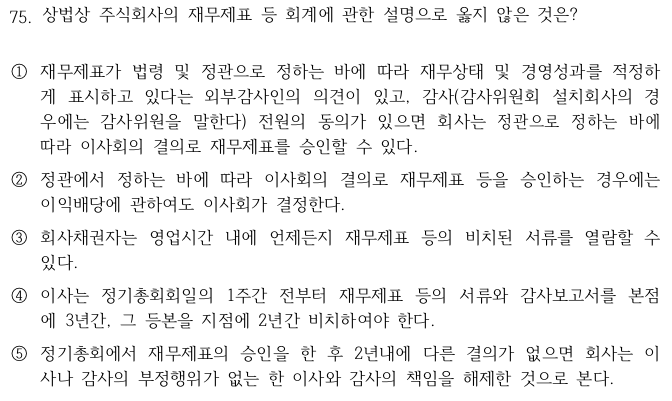 75. 상법상 주식회사의 재무제표 등 회계에 관한 설명으로 옳지 않은 것은?
① 재무제표가 법령 및 정관으로 정하는 바에 따라 재무상태 및 경영성과를 적정하
게 표시하고 있다는 외부감사인의 의견이 있고, 감사(감사위원회 설치회사의 경
우에는 감사위원을 말한다) 전원의 동의가 있으면 회사는 정관으로 정하는 바에
따라 이사회의 결의로 재무제표를 승인할 수 있다.
② 정관에서 정하는 바에 따라 이사회의 결의로 재무제표 등을 승인하는 경우에는
이익배당에 관하여도 이사회가 결정한다.
③ 회사채권자는 영업시간 내에 언제든지 재무제표 등의 비치된 서류를 열람할 수
있다.
④ 이사는 정기총회회일의 1주간 전부터 재무제표 등의 서류와 감사보고서를 본점
에 3년간, 그 등본을 지점에 2년간 비치하여야 한다.
⑤ 정기총회에서 재무제표의 승인을 한 후 2년내에 다른 결의가 없으면 회사는 이
사나 감사의 부정행위가 없는 한 이사와 감사의 책임을 해제한 것으로 본다.